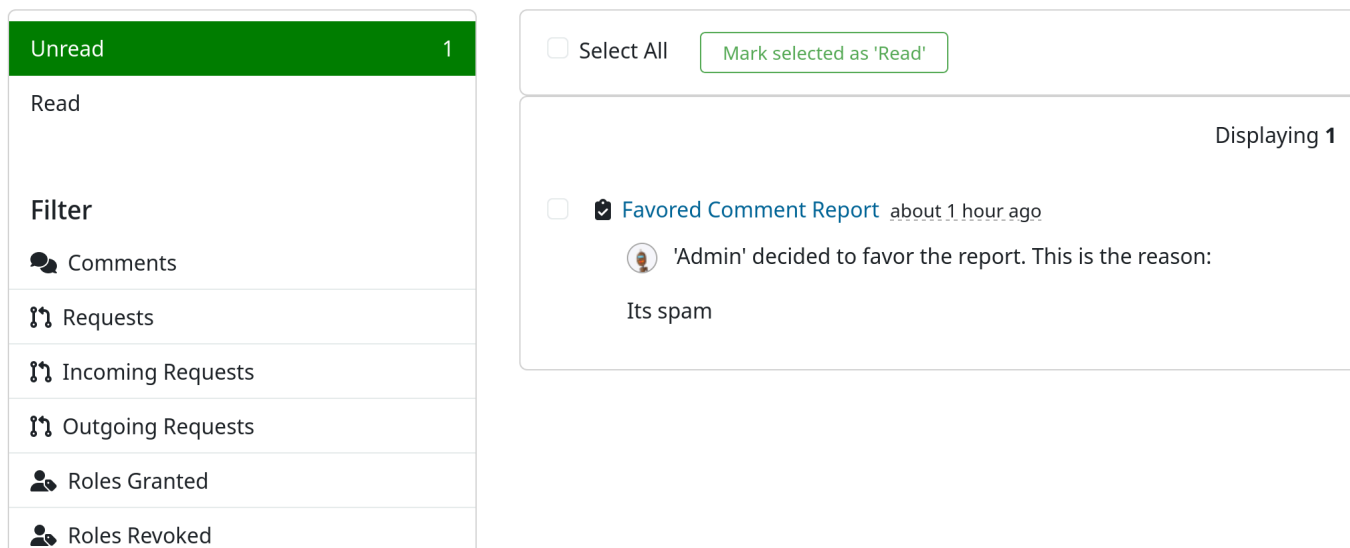 Unread 1
Read
Filter
Comments
Requests
Incoming Requests
Outgoing Requests
Roles Granted
Roles Revoked
Select All Mark selected as 'Read'
Displaying 1
Favored Comment Report about 1 hour ago
'Admin' decided to favor the report. This is the reason:
Its spam